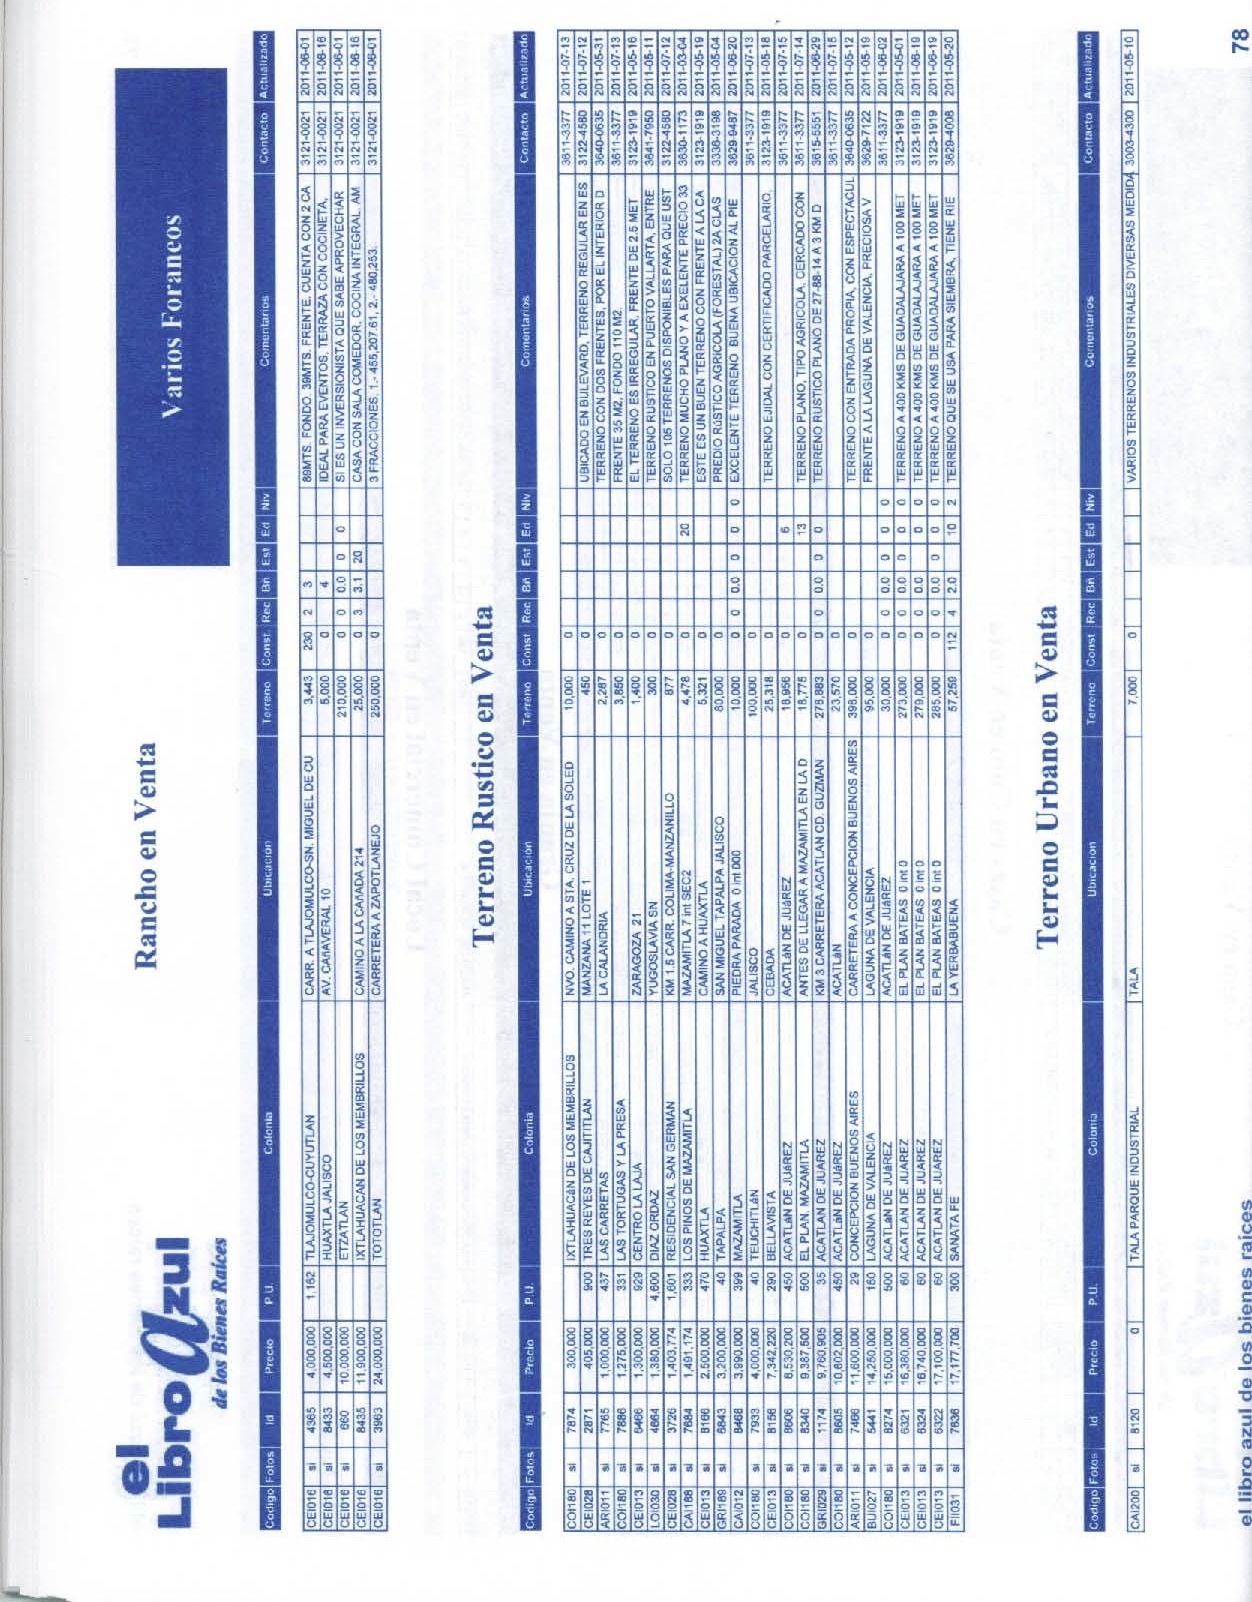 el
Libro Azul
de los Bienes Raíces
Varios Foraneos
Rancho en Venta
Codigo Fotos Id Precio P.U. Colonia Ubicacion Terreno Const. Rec Bñ Est Ed Niv Comentarios Contacto Actualizado
CEI016 si 4365 4,000,000 1,162 TLAJOMULCO-CUYUTLAN CARR. A TLAJOMULCO-SN. MIGUEL DE CU 3,443 230 2 3 89MTS. FONDO. 39MTS. FRENTE. CUENTA CON 2 CA 3121-0021 2011-06-01
CEI016 si 8433 4,500,000 HUAXTLA JALISCO AV. CAñAVERAL 10 5,000 0 4 IDEAL PARA EVENTOS, TERRAZA CON COCINETA, 3121-0021 2011-06-16
CEI016 si 660 10,000,000 ETZATLAN 210,000 0 0 0.0 0 0 SI ES UN INVERSIONISTA QUE SABE APROVECHAR 3121-0021 2011-06-01
CEI016 si 8435 11,900,000 IXTLAHUACAN DE LOS MEMBRILLOS CAMINO A LA CAñADA 214 25,000 0 3 3.1 20 CASA CON SALA COMEDOR, COCINA INTEGRAL, AM 3121-0021 2011-06-16
CEI016 si 3963 24,000,000 TOTOTLAN CARRETERA A ZAPOTLANEJO 250,000 0 3 FRACCIONES. 1.- 455,207.61, 2.- 480,253. 3121-0021 2011-06-01
Terreno Rustico en Venta
Codigo Fotos Id Precio P.U. Colonia Ubicacion Terreno Const Rec Bñ Est Ed Niv Comentarios Contacto Actualizado
COI180 si 7874 300,000 IXTLAHUACáN DE LOS MEMBRILLOS NVO. CAMINO A STA. CRUZ DE LA SOLED 10,000 0 3611-3377 2011-07-13
CEI028 si 2871 405,000 900 TRES REYES DE CAJITITLAN MANZANA 11 LOTE 1 450 0 UBICADO EN BULEVARD, TERRENO REGULAR EN ES 3122-4580 2011-07-12
ARI011 si 7765 1,000,000 437 LAS CARRETAS LA CALANDRIA 2,287 0 TERRENO CON DOS FRENTES, POR EL INTERIOR D 3640-0635 2011-05-31
COI180 si 7886 1,275,000 331 LAS TORTUGAS Y LA PRESA 3,850 0 FRENTE 35 M2, FONDO 110 M2. 3611-3377 2011-07-13
CEI013 si 6466 1,300,000 929 CENTRO LA LAJA ZARAGOZA 21 1,400 0 EL TERRENO ES IRREGULAR, FRENTE DE 2.5 MET 3123-1919 2011-05-16
LOI030 si 4664 1,380,000 4,600 DIAZ ORDAZ YUGOSLAVIA SN 300 0 TERRENO RUSTICO EN PUERTO VALLARTA, ENTRE 3641-7950 2011-05-11
CEI028 si 3726 1,403,774 1,601 RESIDENCIAL SAN GERMAN KM 1.5 CARR. COLIMA-MANZANILLO 877 0 SOLO 105 TERRENOS DISPONIBLES PARA QUE UST 3122-4580 2011-07-12
CAI188 si 7684 1,491,174 333 LOS PINOS DE MAZAMITLA MAZAMITLA 7 int SEC2 4,478 0 20 TERRENO MUCHO PLANO Y A EXELENTE PRECIO 33 3630-1173 2011-03-04
CEI013 si 8166 2,500,000 470 HUAXTLA CAMINO A HUAXTLA 5,321 0 ESTE ES UN BUEN TERRENO CON FRENTE A LA CA 3123-1919 2011-05-19
GRI169 si 6843 3,200,000 40 TAPALPA SAN MIGUEL TAPALPA JALISCO 80,000 0 PREDIO RúSTICO AGRICOLA (FORESTAL) 2A CLAS 3336-3198 2011-05-04
CAI012 si 8468 3,990,000 399 MAZAMITLA PIEDRA PARADA 0 int 000 10,000 0 0 0.0 0 0 0 EXCELENTE TERRENO BUENA UBICACION AL PIE 3629-9487 2011-06-20
COI180 si 7933 4,000,000 40 TEUCHITLáN JALISCO 100,000 0 3611-3377 2011-07-13
CEI013 si 8156 7,342,220 290 BELLAVISTA CEBADA 25,318 0 TERRENO EJIDAL CON CERTIFICADO PARCELARIO, 3123-1919 2011-05-18
COI180 si 8606 8,530,200 450 ACATLáN DE JUáREZ ACATLáN DE JUáREZ 18,956 0 6 3611-3377 2011-07-15
COI180 si 8340 9,387,500 500 EL PLAN, MAZAMITLA ANTES DE LLEGAR A MAZAMITLA EN LA D 18,775 0 13 TERRENO PLANO, TIPO AGRICOLA, CERCADO CON 3611-3377 2011-07-14
GRI029 si 1174 9,760,905 35 ACATLAN DE JUAREZ KM 3 CARRETERA ACATLAN CD. GUZMAN 278,883 0 0 0.0 0 0 TERRENO RUSTICO PLANO DE 27-88-14 A 3 KM D 3615-5551 2011-06-29
COI180 si 8605 10,602,000 450 ACATLáN DE JUáREZ ACATLáN 23,570 0 3611-3377 2011-07-15
ARI011 si 7466 11,600,000 29 CONCEPCION BUENOS AIRES CARRETERA A CONCEPCION BUENOS AIRES 398,000 0 TERRENO CON ENTRADA PROPIA, CON ESPECTACUL 3640-0635 2011-05-12
BUI027 si 5441 14,250,000 150 LAGUNA DE VALENCIA LAGUNA DE VALENCIA 95,000 0 FRENTE A LA LAGUNA DE VALENCIA, PRECIOSA V 3629-7122 2011-05-19
COI180 si 8274 15,000,000 500 ACATLáN DE JUáREZ ACATLáN DE JUáREZ 30,000 0 0 0.0 0 0 0 3611-3377 2011-06-02
CEI013 si 6321 16,380,000 60 ACATLAN DE JUAREZ EL PLAN BATEAS 0 int 0 273,000 0 0 0.0 0 0 0 TERRENO A 400 KMS DE GUADALAJARA A 100 MET 3123-1919 2011-05-01
CEI013 si 6324 16,740,000 60 ACATLAN DE JUAREZ EL PLAN BATEAS 0 int 0 279,000 0 0 0.0 0 0 0 TERRENO A 400 KMS DE GUADALAJARA A 100 MET 3123-1919 2011-06-19
CEI013 si 6322 17,100,000 60 ACATLAN DE JUAREZ EL PLAN BATEAS 0 int 0 285,000 0 0 0.0 0 0 0 TERRENO A 400 KMS DE GUADALAJARA A 100 MET 3123-1919 2011-06-19
FII031 si 7636 17,177,700 300 SANATA FE LA YERBABUENA 57,259 112 4 2.0 10 2 TERRENO QUE SE USA PARA SIEMBRA, TIENE RIE 3629-4008 2011-05-20
Terreno Urbano en Venta
Codigo Fotos Id Precio P.U. Colonia Ubicacion Terreno Const Rec Bñ Est Ed Niv Comentarios Contacto Actualizado
CAI200 si 8120 0 TALA PARQUE INDUSTRIAL TALA 7,000 0 VARIOS TERRENOS INDUSTRIALES DIVERSAS MEDIDA 3003-4300 2011-05-10
el libro azul de los bienes raices 78